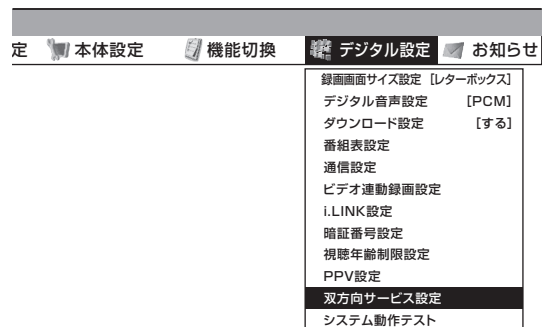 定 本体設定 機能切換 デジタル設定 お知らせ
録画画面サイズ設定 [レターボックス]
デジタル音声設定 [PCM]
ダウンロード設定 [する]
番組表設定
通信設定
ビデオ連動録画設定
i.LINK設定
暗証番号設定
視聴年齢制限設定
PPV設定
双方向サービス設定
システム動作テスト